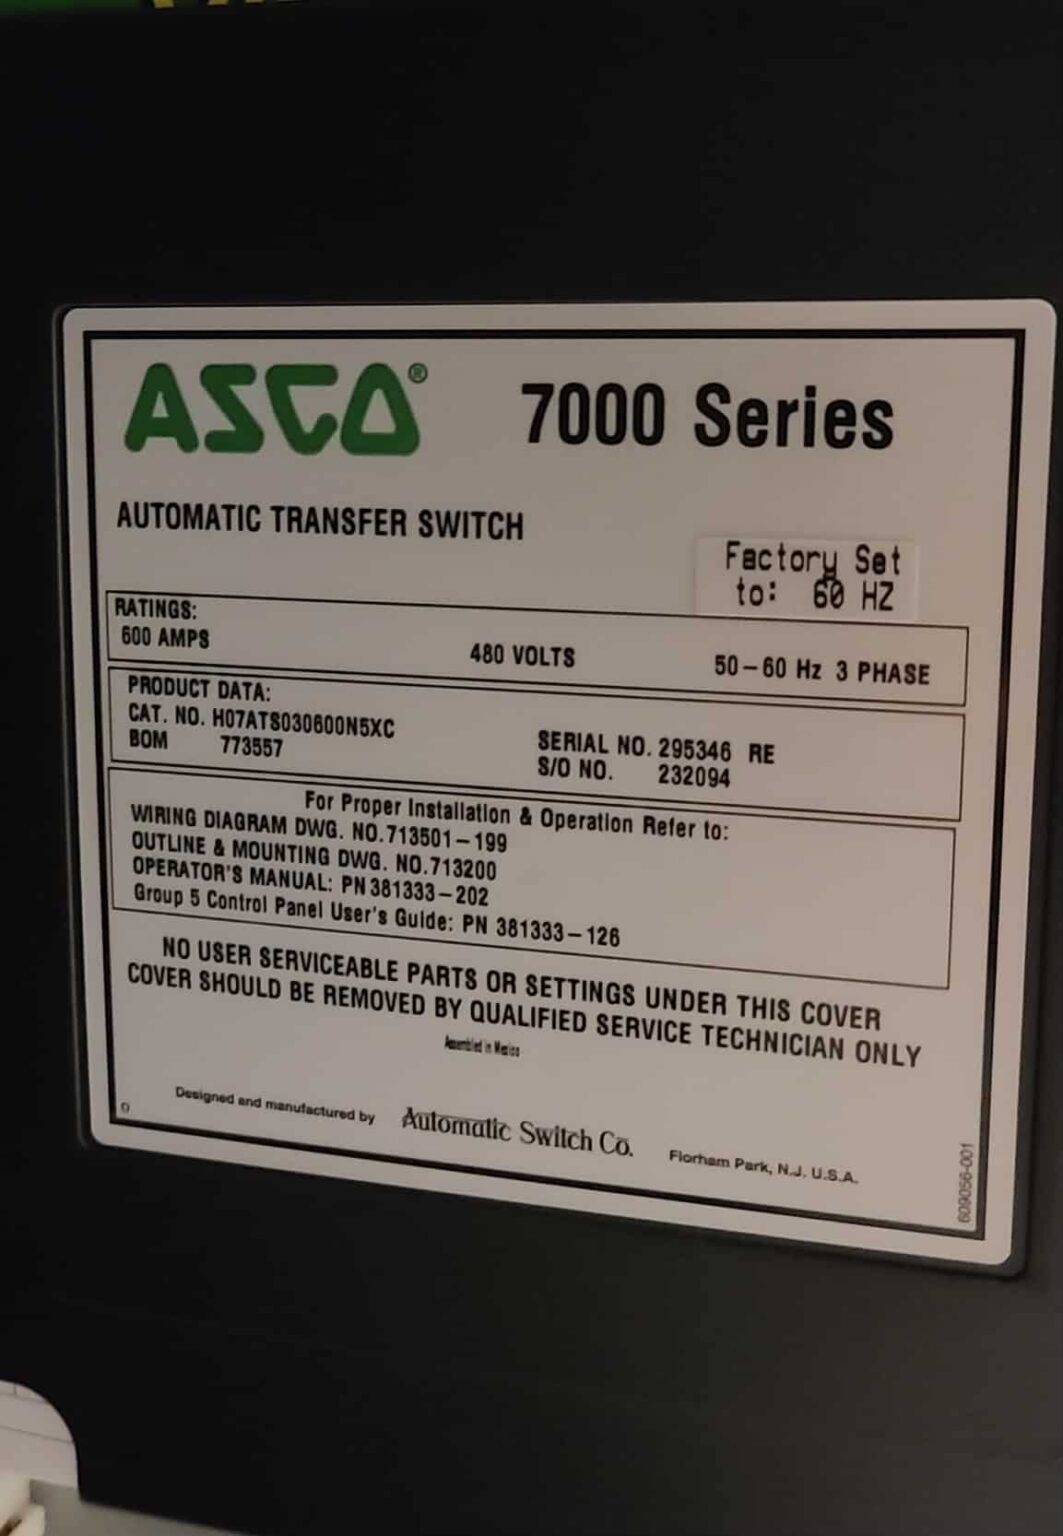 ASCO® 7000 Series
AUTOMATIC TRANSFER SWITCH
Factory Set
to: 60 HZ
RATINGS:
600 AMPS 480 VOLTS 50-60 Hz 3 PHASE
PRODUCT DATA:
CAT. NO. H07ATS030600N5XC SERIAL NO. 295346 RE
BOM 773557 S/O NO. 232094
For Proper Installation & Operation Refer to:
WIRING DIAGRAM DWG. NO. 713501-199
OUTLINE & MOUNTING DWG. NO. 713200
OPERATOR'S MANUAL: PN 381333-202
Group 5 Control Panel User's Guide: PN 381333-126
NO USER SERVICEABLE PARTS OR SETTINGS UNDER THIS COVER
COVER SHOULD BE REMOVED BY QUALIFIED SERVICE TECHNICIAN ONLY
Assembled in Mexico
Designed and manufactured by Automatic Switch Co. Florham Park, N.J. U.S.A.
609056-001